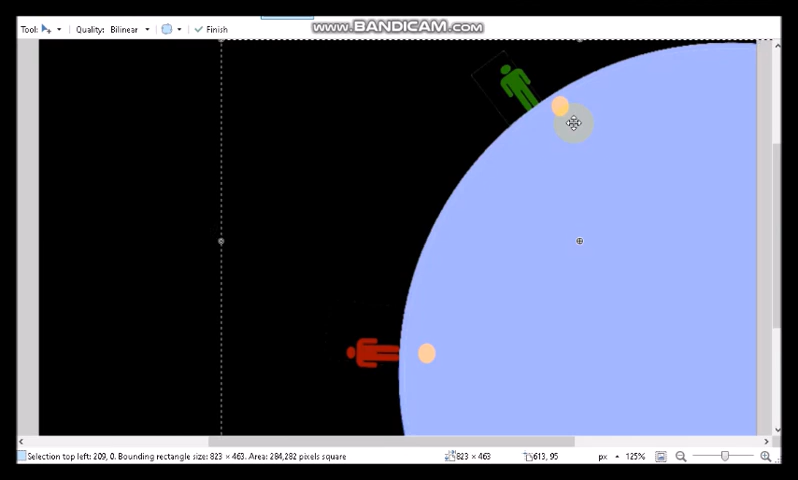 www.BANDICAM.com
Tool: Quality: Bilinear Finish
Selection top left: 209, 0. Bounding rectangle size: 823 × 463. Area: 284,282 pixels square 823 × 463 613, 95 px 125%